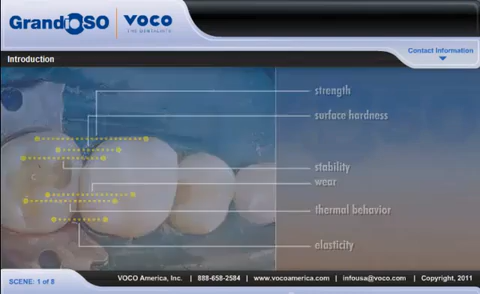 GrandioSO
VOCO
THE DENTALISTS
Contact Information
Introduction
strength
surface hardness
stability
wear
thermal behavior
elasticity
SCENE: 1 of 8
VOCO America, Inc. | 888-658-2584 | www.vocoamerica.com | infousa@voco.com | Copyright, 2011